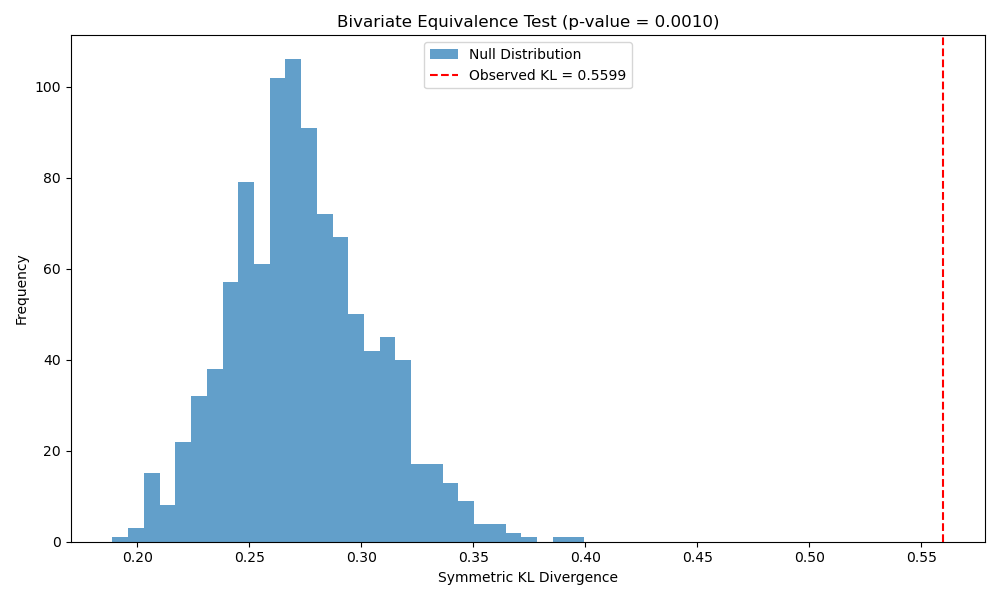 Bivariate Equivalence Test (p-value = 0.0010)
Null Distribution
Observed KL = 0.5599
Frequency
100
80
60
40
20
0
0.20 0.25 0.30 0.35 0.40 0.45 0.50 0.55
Symmetric KL Divergence